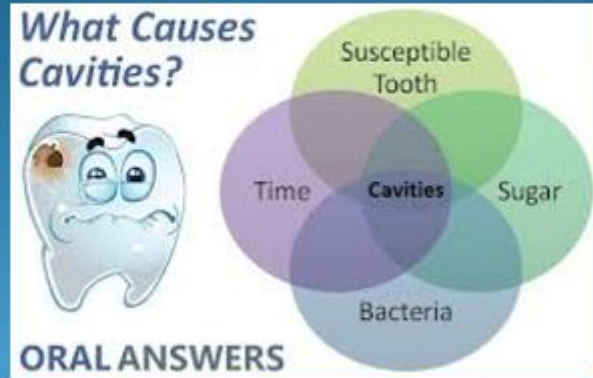 What Causes
Cavities?
Susceptible
Tooth
Time
Cavities
Sugar
Bacteria
ORAL ANSWERS